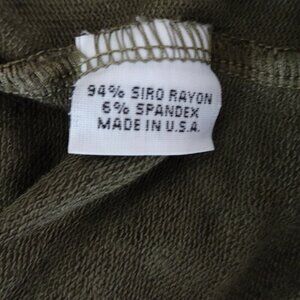 94% SIRO RAYON
6% SPANDEX
MADE IN U.S.A.